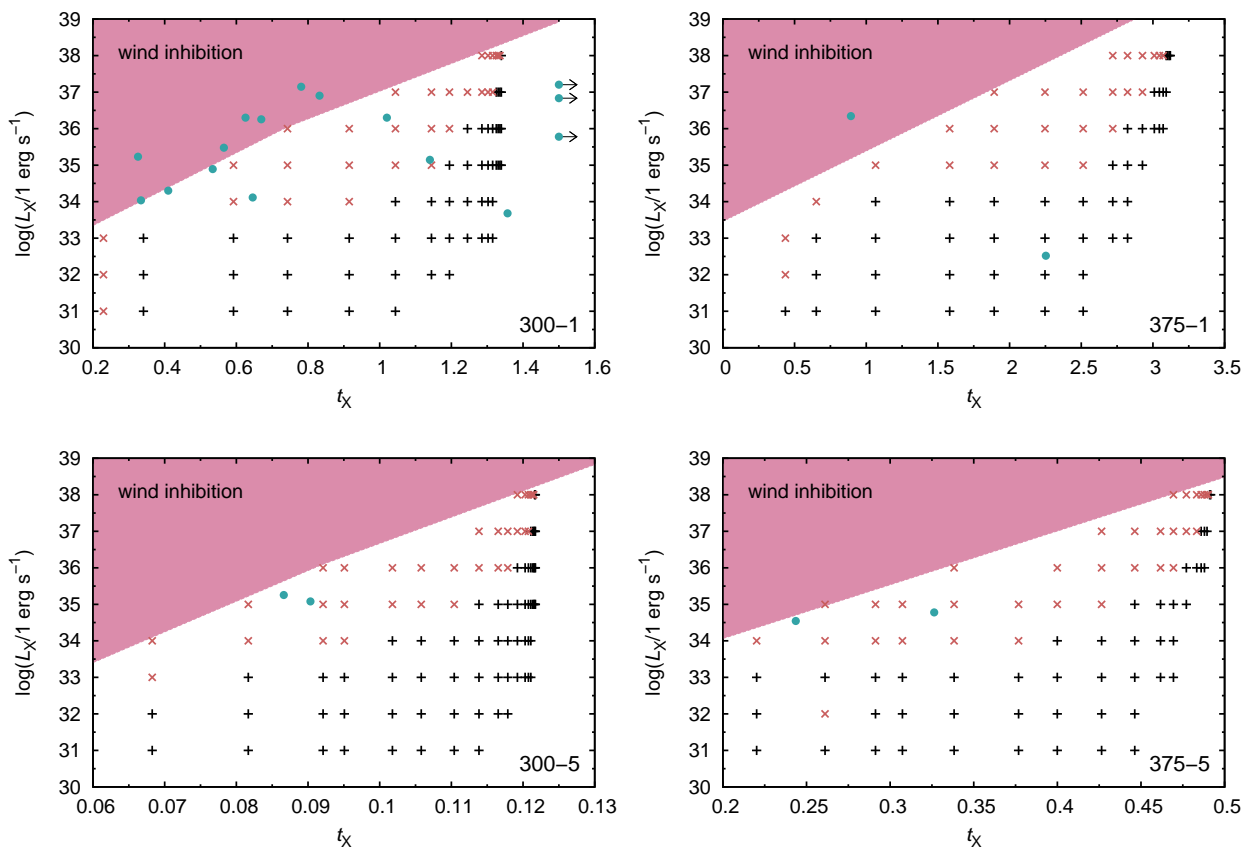 39
38
37
36
35
34
33
32
31
30
log(L_X/1 erg s⁻¹)
wind inhibition
300−1
0.2 0.4 0.6 0.8 1 1.2 1.4 1.6
t_X
39
38
37
36
35
34
33
32
31
30
log(L_X/1 erg s⁻¹)
wind inhibition
375−1
0 0.5 1 1.5 2 2.5 3 3.5
t_X
39
38
37
36
35
34
33
32
31
30
log(L_X/1 erg s⁻¹)
wind inhibition
300−5
0.06 0.07 0.08 0.09 0.1 0.11 0.12 0.13
t_X
39
38
37
36
35
34
33
32
31
30
log(L_X/1 erg s⁻¹)
wind inhibition
375−5
0.2 0.25 0.3 0.35 0.4 0.45 0.5
t_X